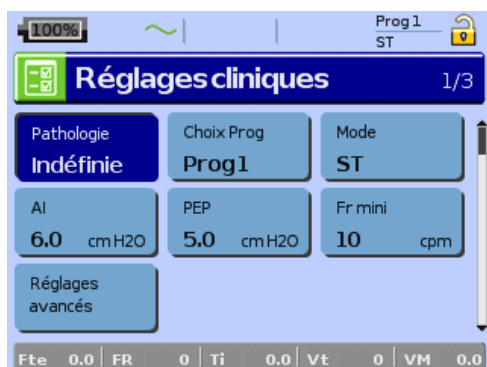 100%
Prog 1
ST
Réglages cliniques 1/3
Pathologie
Indéfinie
Choix Prog
Prog1
Mode
ST
AI
6.0 cmH2O
PEP
5.0 cmH2O
Fr mini
10 cpm
Réglages
avancés
Fte 0.0 FR 0 Ti 0.0 Vt 0 VM 0.0